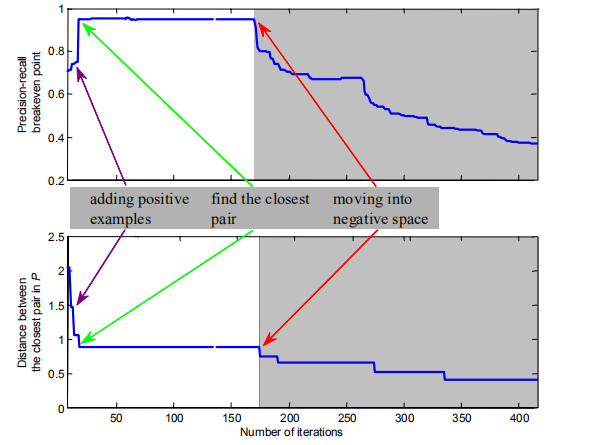 1
0.8
0.6
0.4
0.2
Precision-recall
breakeven point
adding positive
examples
find the closest
pair
moving into
negative space
2.5
2
1.5
1
0.5
0
Distance between
the closest pair in P
50 100 150 200 250 300 350 400
Number of iterations